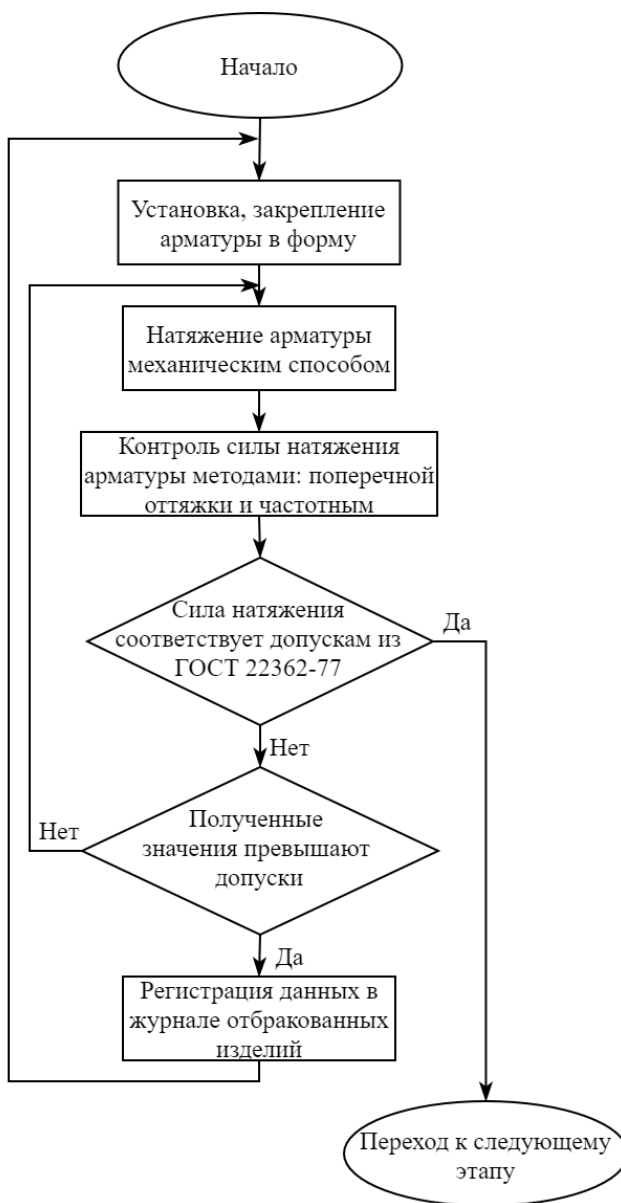 Начало
Установка, закрепление
арматуры в форму
Натяжение арматуры
механическим способом
Контроль силы натяжения
арматуры методами: поперечной
оттяжки и частотным
Сила натяжения
соответствует допускам из
ГОСТ 22362-77
Да
Нет
Полученные
значения превышают
допуски
Нет
Да
Регистрация данных в
журнале отбракованных
изделий
Переход к следующему
этапу